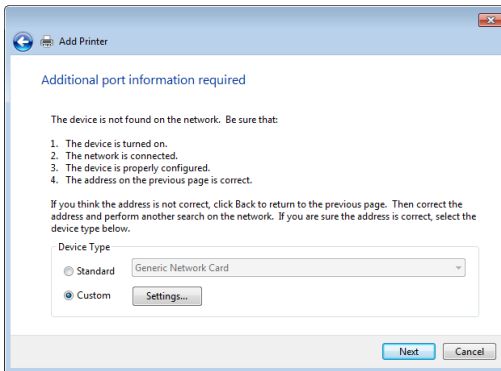 Add Printer
Additional port information required
The device is not found on the network.  Be sure that:
1.  The device is turned on.
2.  The network is connected.
3.  The device is properly configured.
4.  The address on the previous page is correct.
If you think the address is not correct, click Back to return to the previous page.  Then correct the
address and perform another search on the network.  If you are sure the address is correct, select the
device type below.
Device Type
Standard Generic Network Card
Custom Settings...
Next Cancel